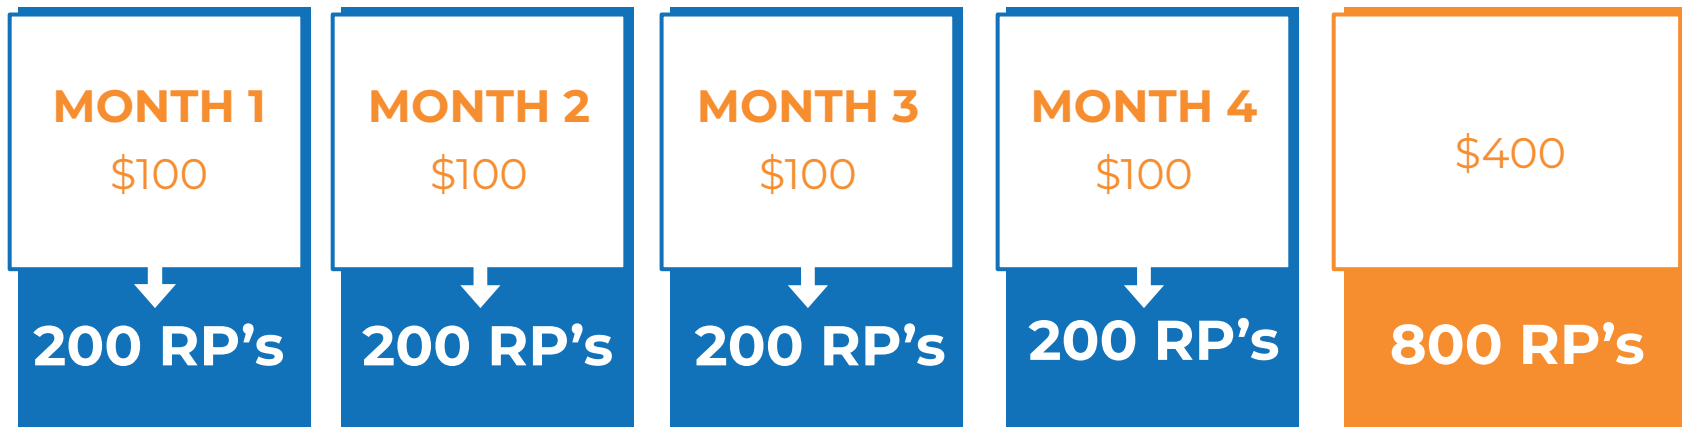 MONTH 1
$100
200 RP’s
MONTH 2
$100
200 RP’s
MONTH 3
$100
200 RP’s
MONTH 4
$100
200 RP’s
$400
800 RP’s